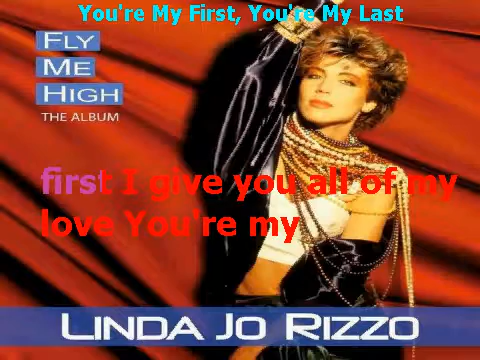 You're My First, You're My Last
FLY
ME
HIGH
THE ALBUM
first I give you all of my
love You're my
LINDA JO RIZZO